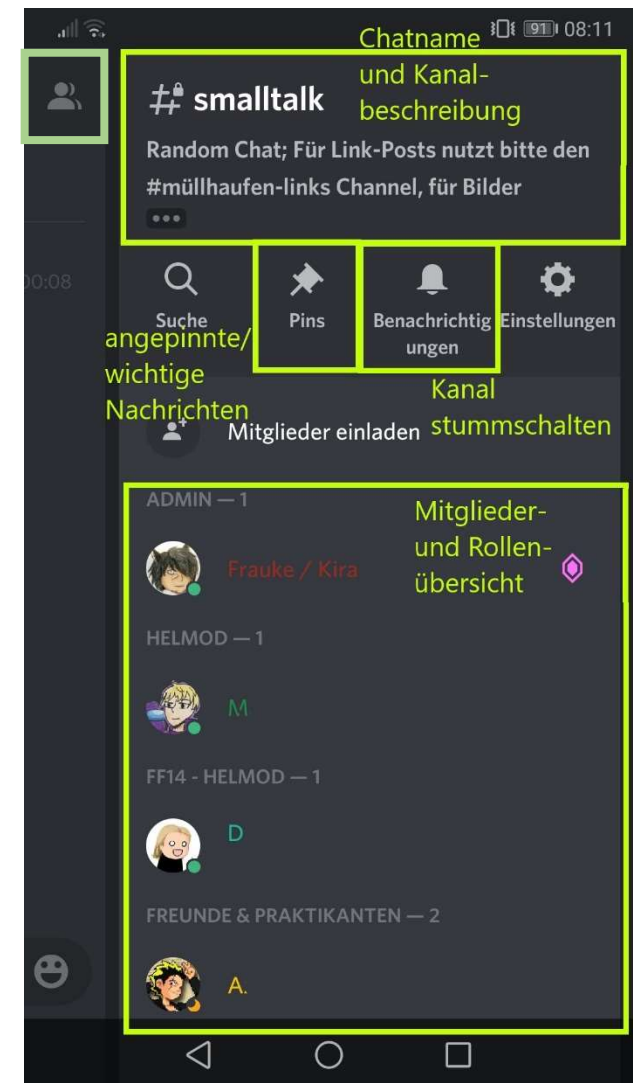 91 08:11
Chatname
und Kanal-
beschreibung
# smalltalk
Random Chat; Für Link-Posts nutzt bitte den
#müllhaufen-links Channel, für Bilder
00:08
Suche
Pins
Benachrichtig
ungen
Einstellungen
angepinnte/
wichtige
Nachrichten
Kanal
stummschalten
Mitglieder einladen
Mitglieder-
und Rollen-
übersicht
ADMIN — 1
Frauke / Kira
HELMOD — 1
M
FF14 - HELMOD — 1
D
FREUNDE & PRAKTIKANTEN — 2
A.